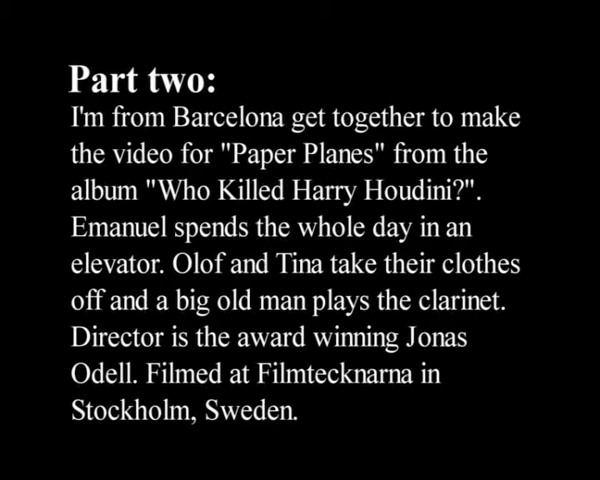 Part two:
I'm from Barcelona get together to make
the video for "Paper Planes" from the
album "Who Killed Harry Houdini?".
Emanuel spends the whole day in an
elevator. Olof and Tina take their clothes
off and a big old man plays the clarinet.
Director is the award winning Jonas
Odell. Filmed at Filmtecknarna in
Stockholm, Sweden.